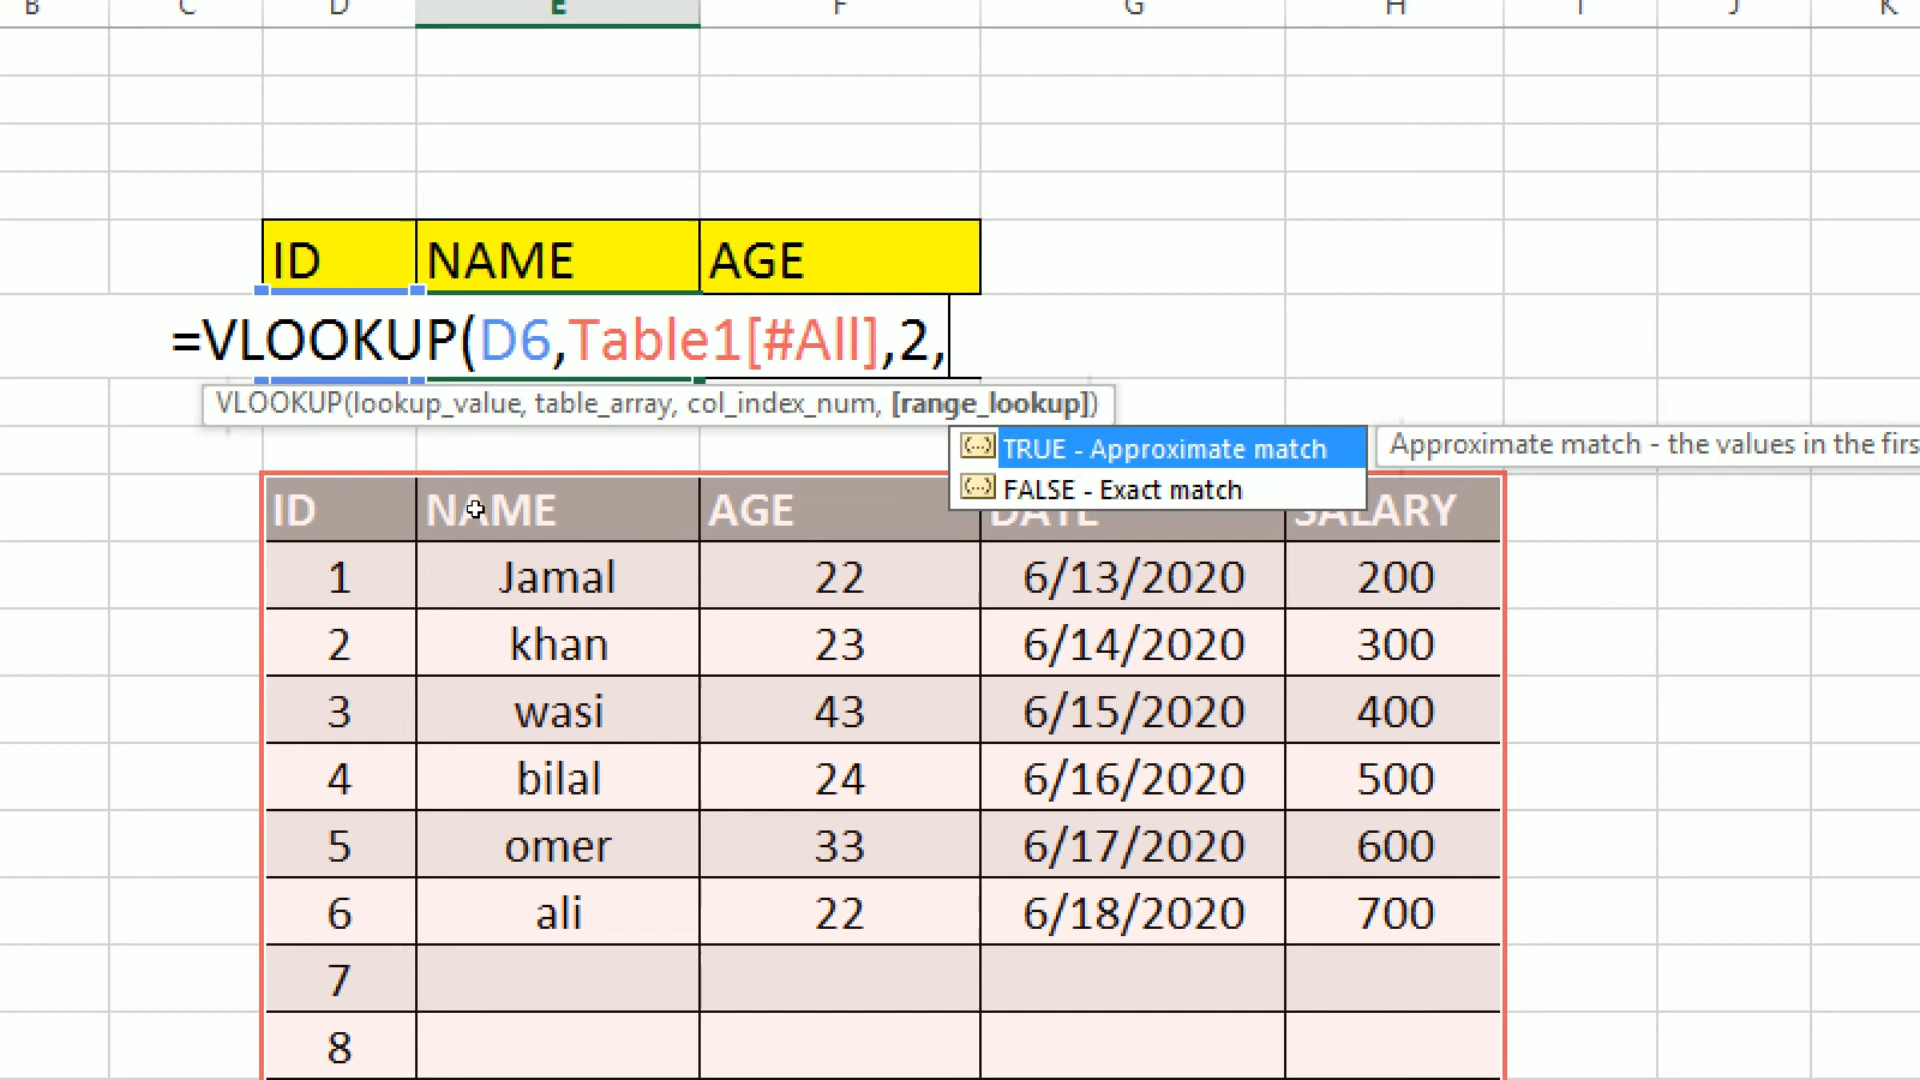 B C D E F G H I J K
ID NAME AGE
=VLOOKUP(D6,Table1[#All],2,
VLOOKUP(lookup_value, table_array, col_index_num, [range_lookup])
TRUE - Approximate match Approximate match - the values in the firs
FALSE - Exact match
ID NAME AGE DATE SALARY
1 Jamal 22 6/13/2020 200
2 khan 23 6/14/2020 300
3 wasi 43 6/15/2020 400
4 bilal 24 6/16/2020 500
5 omer 33 6/17/2020 600
6 ali 22 6/18/2020 700
7
8